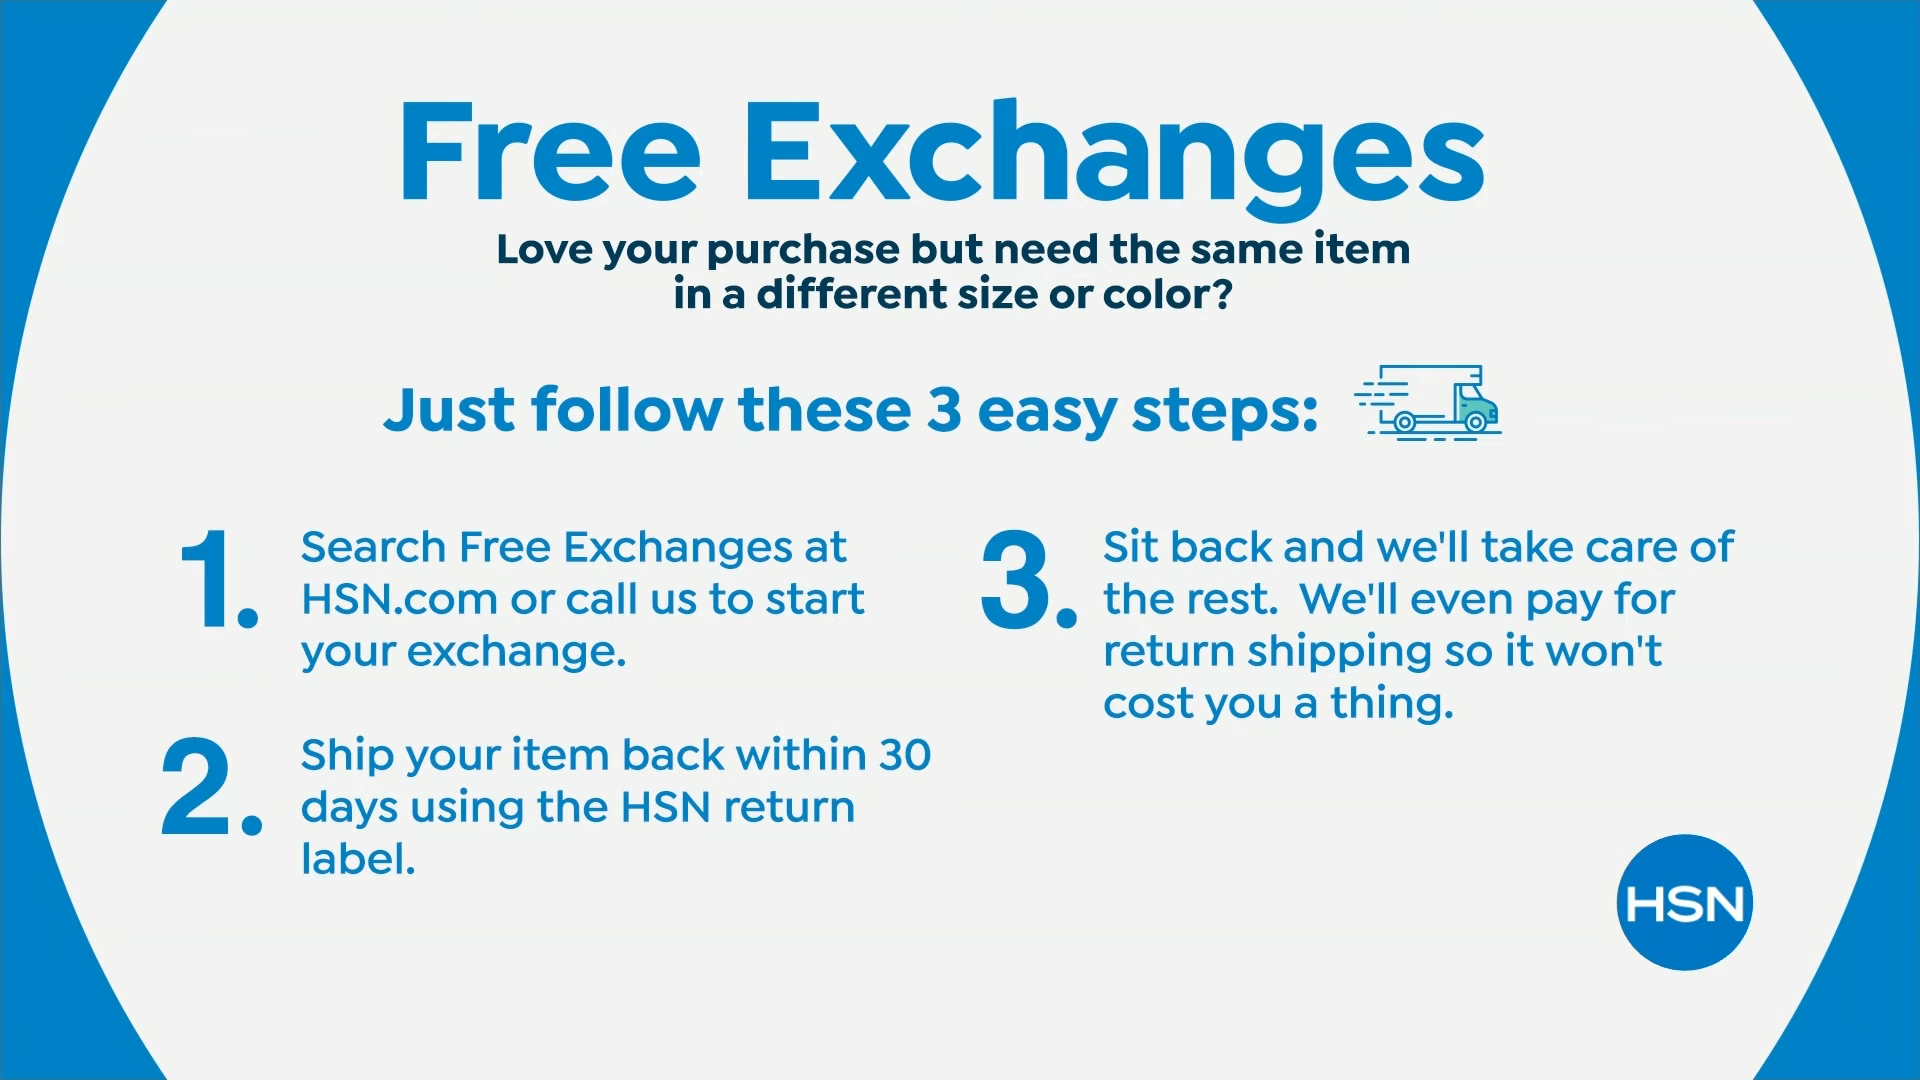 Free Exchanges
Love your purchase but need the same item
in a different size or color?
Just follow these 3 easy steps:
1. Search Free Exchanges at
HSN.com or call us to start
your exchange.
2. Ship your item back within 30
days using the HSN return
label.
3. Sit back and we'll take care of
the rest.  We'll even pay for
return shipping so it won't
cost you a thing.
HSN